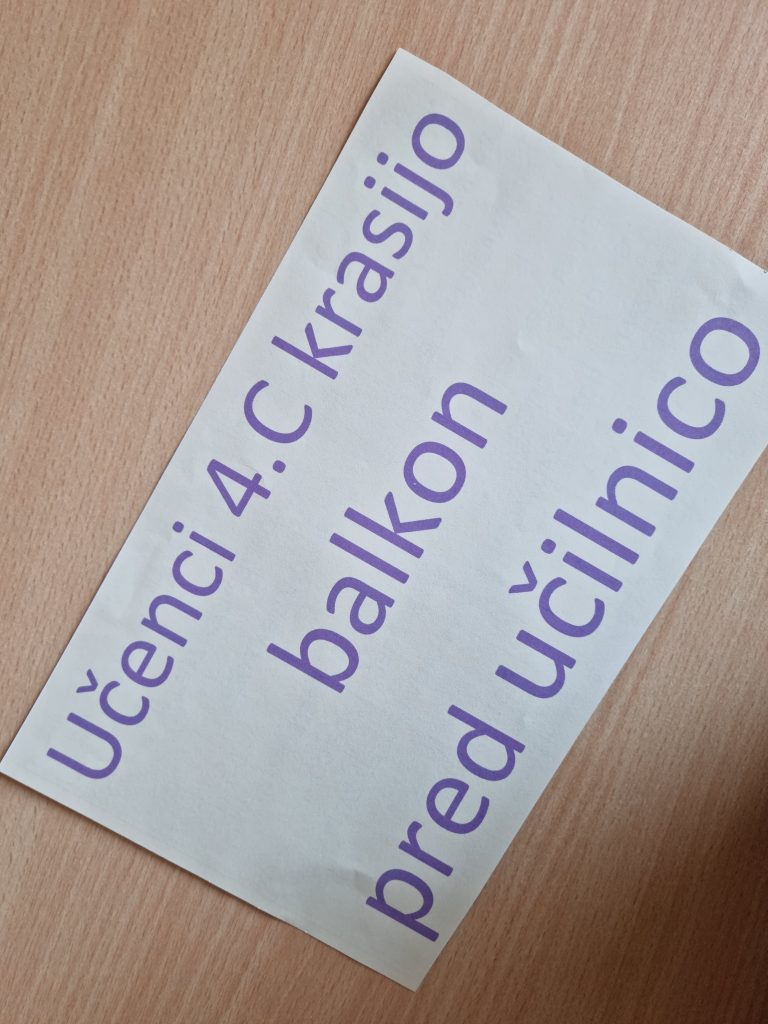 Učenci 4.C krasijo
balkon
pred učilnico